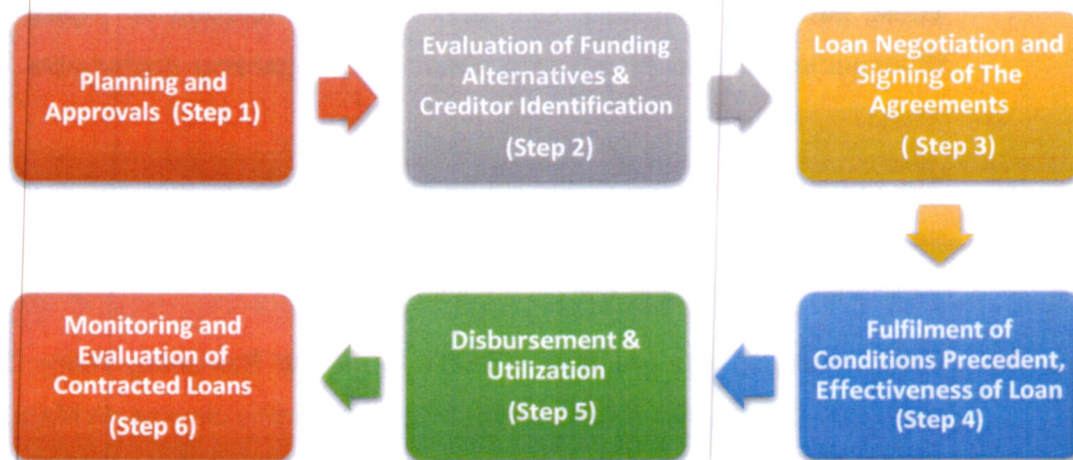 Planning and
Approvals (Step 1)
Evaluation of Funding
Alternatives &
Creditor Identification
(Step 2)
Loan Negotiation and
Signing of The
Agreements
( Step 3)
Fulfilment of
Conditions Precedent,
Effectiveness of Loan
(Step 4)
Disbursement &
Utilization
(Step 5)
Monitoring and
Evaluation of
Contracted Loans
(Step 6)